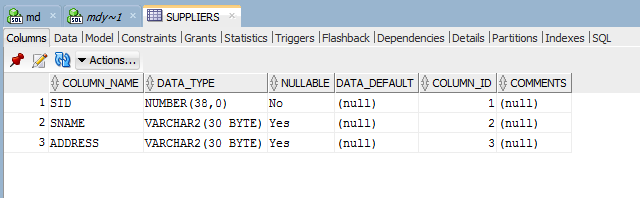 md × mdy~1 × SUPPLIERS ×
Columns Data Model Constraints Grants Statistics Triggers Flashback Dependencies Details Partitions Indexes SQL
Actions...
COLUMN_NAME DATA_TYPE NULLABLE DATA_DEFAULT COLUMN_ID COMMENTS
1 SID NUMBER(38,0) No (null) 1 (null)
2 SNAME VARCHAR2(30 BYTE) Yes (null) 2 (null)
3 ADDRESS VARCHAR2(30 BYTE) Yes (null) 3 (null)